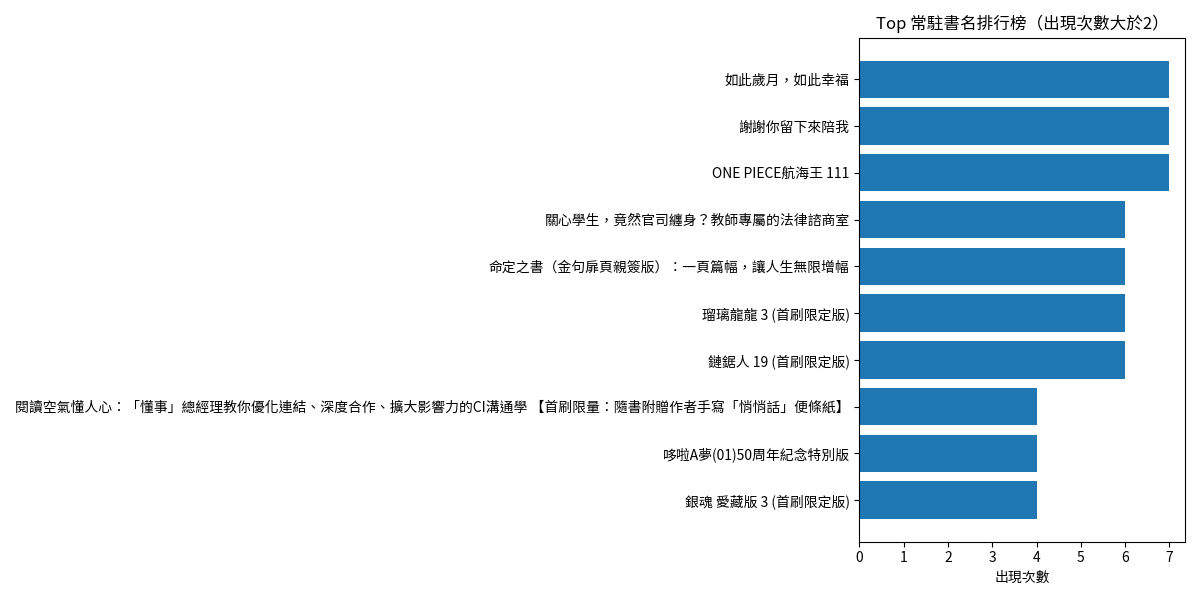 Top 常駐書名排行榜（出現次數大於2）
如此歲月，如此幸福
謝謝你留下來陪我
ONE PIECE航海王 111
關心學生，竟然官司纏身？教師專屬的法律諮商室
命定之書（金句扉頁親簽版）：一頁篇幅，讓人生無限增幅
瑠璃龍龍 3 (首刷限定版)
鏈鋸人 19 (首刷限定版)
閱讀空氣懂人心：「懂事」總經理教你優化連結、深度合作、擴大影響力的CI溝通學 【首刷限量：隨書附贈作者手寫「悄悄話」便條紙】
哆啦A夢(01)50周年紀念特別版
銀魂 愛藏版 3 (首刷限定版)
0 1 2 3 4 5 6 7
出現次數